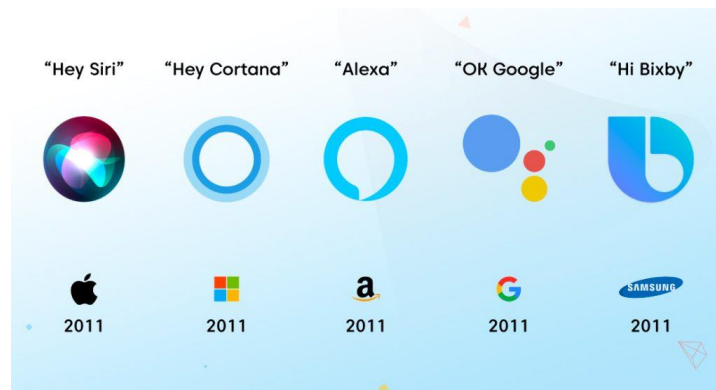 “Hey Siri” “Hey Cortana” “Alexa” “OK Google” “Hi Bixby”
SAMSUNG
2011 2011 2011 2011 2011